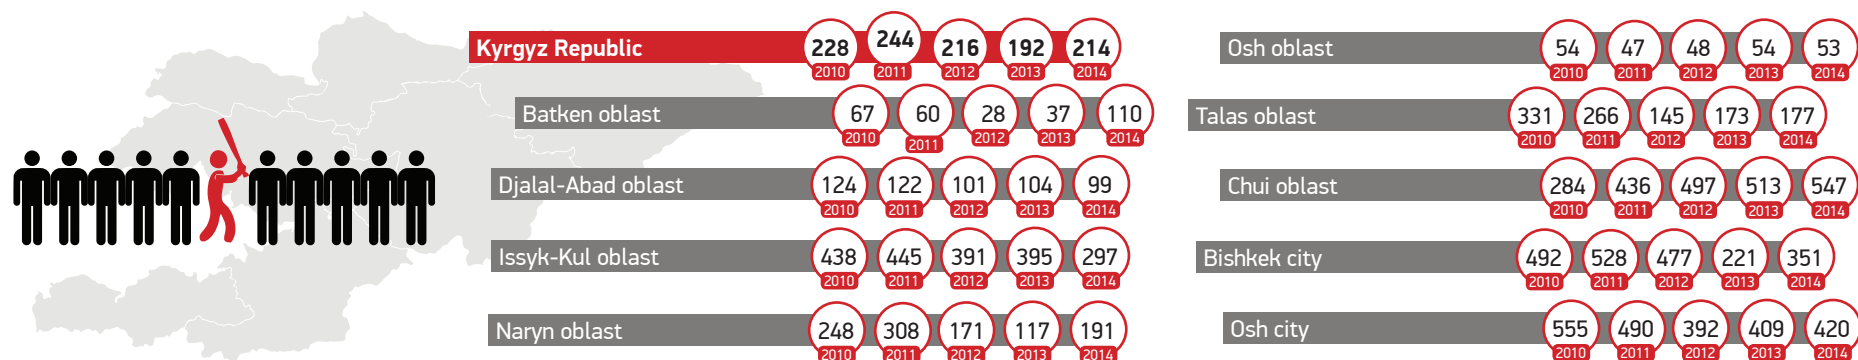 Kyrgyz Republic 228 244 216 192 214
2010 2011 2012 2013 2014
Batken oblast 67 60 28 37 110
2010 2011 2012 2013 2014
Djalal-Abad oblast 124 122 101 104 99
2010 2011 2012 2013 2014
Issyk-Kul oblast 438 445 391 395 297
2010 2011 2012 2013 2014
Naryn oblast 248 308 171 117 191
2010 2011 2012 2013 2014
Osh oblast 54 47 48 54 53
2010 2011 2012 2013 2014
Talas oblast 331 266 145 173 177
2010 2011 2012 2013 2014
Chui oblast 284 436 497 513 547
2010 2011 2012 2013 2014
Bishkek city 492 528 477 221 351
2010 2011 2012 2013 2014
Osh city 555 490 392 409 420
2010 2011 2012 2013 2014